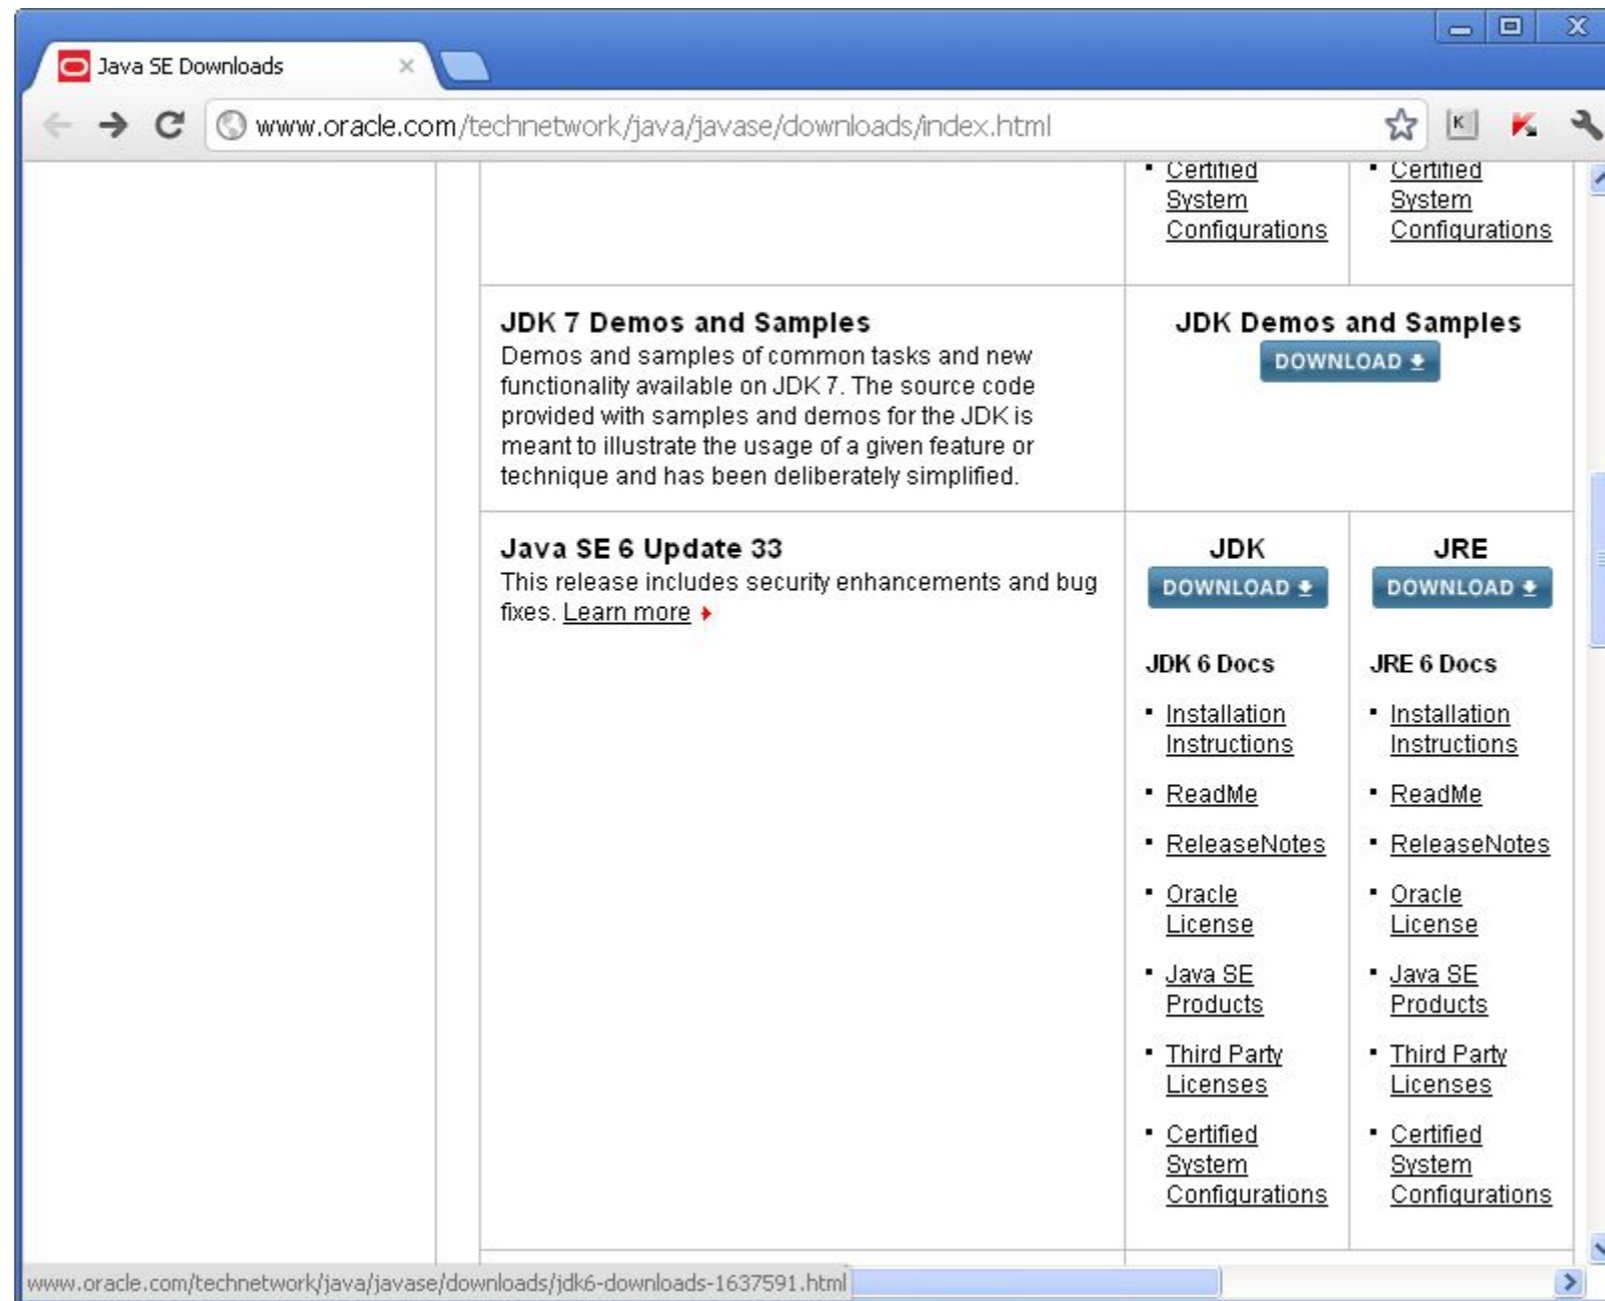 Java SE Downloads
www.oracle.com/technetwork/java/javase/downloads/index.html
K
Certified
System
Configurations
Certified
System
Configurations
JDK 7 Demos and Samples
Demos and samples of common tasks and new
functionality available on JDK 7. The source code
provided with samples and demos for the JDK is
meant to illustrate the usage of a given feature or
technique and has been deliberately simplified.
JDK Demos and Samples
DOWNLOAD
Java SE 6 Update 33
This release includes security enhancements and bug
fixes. Learn more
JDK
DOWNLOAD
JDK 6 Docs
Installation
Instructions
ReadMe
ReleaseNotes
Oracle
License
Java SE
Products
Third Party
Licenses
Certified
System
Configurations
JRE
DOWNLOAD
JRE 6 Docs
Installation
Instructions
ReadMe
ReleaseNotes
Oracle
License
Java SE
Products
Third Party
Licenses
Certified
System
Configurations
www.oracle.com/technetwork/java/javase/downloads/jdk6-downloads-1637591.html